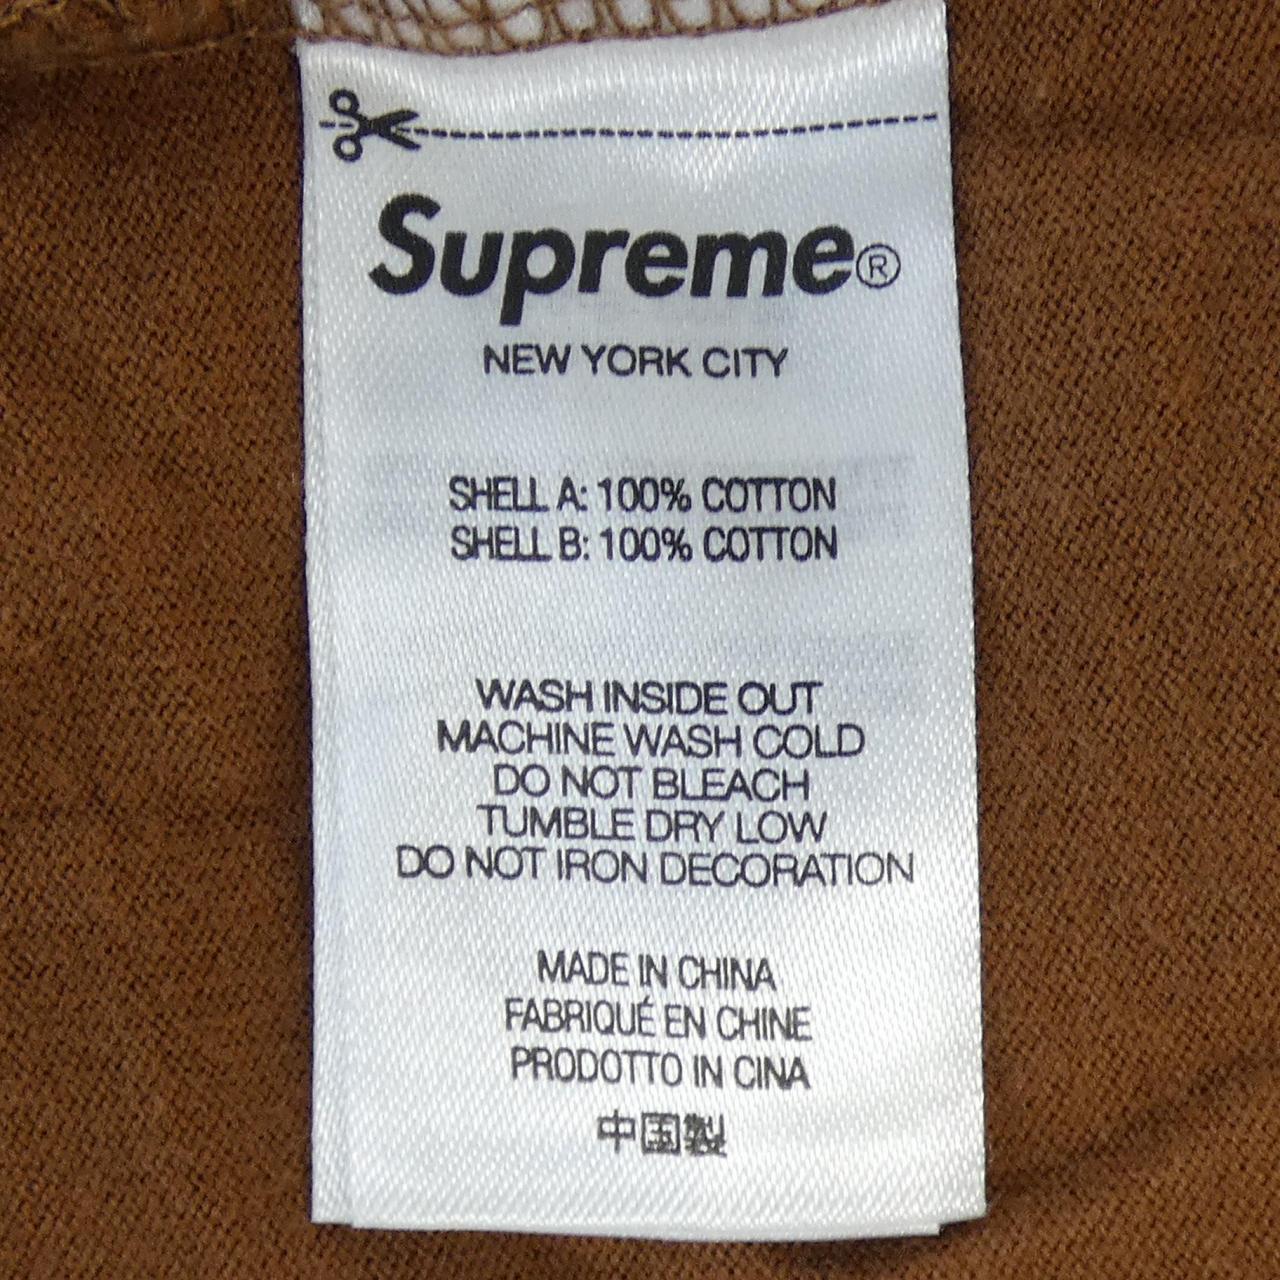 Supreme®
NEW YORK CITY
SHELL A: 100% COTTON
SHELL B: 100% COTTON
WASH INSIDE OUT
MACHINE WASH COLD
DO NOT BLEACH
TUMBLE DRY LOW
DO NOT IRON DECORATION
MADE IN CHINA
FABRIQUÉ EN CHINE
PRODOTTO IN CINA
中国製